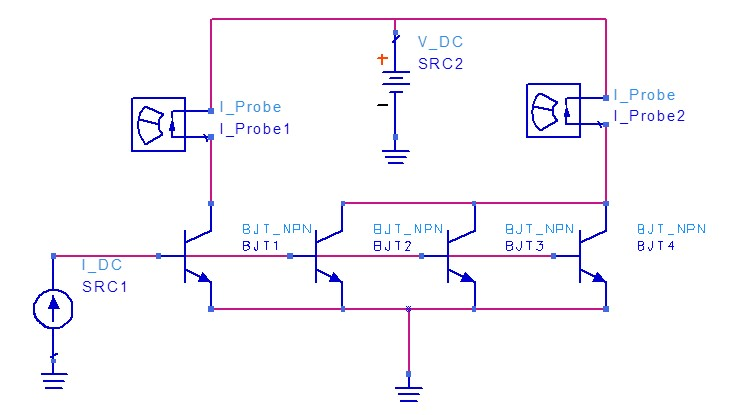 V_DC
SRC2
+
−
I_Probe
I_Probe1
I_Probe
I_Probe2
BJT_NPN
BJT1
BJT_NPN
BJT2
BJT_NPN
BJT3
BJT_NPN
BJT4
I_DC
SRC1